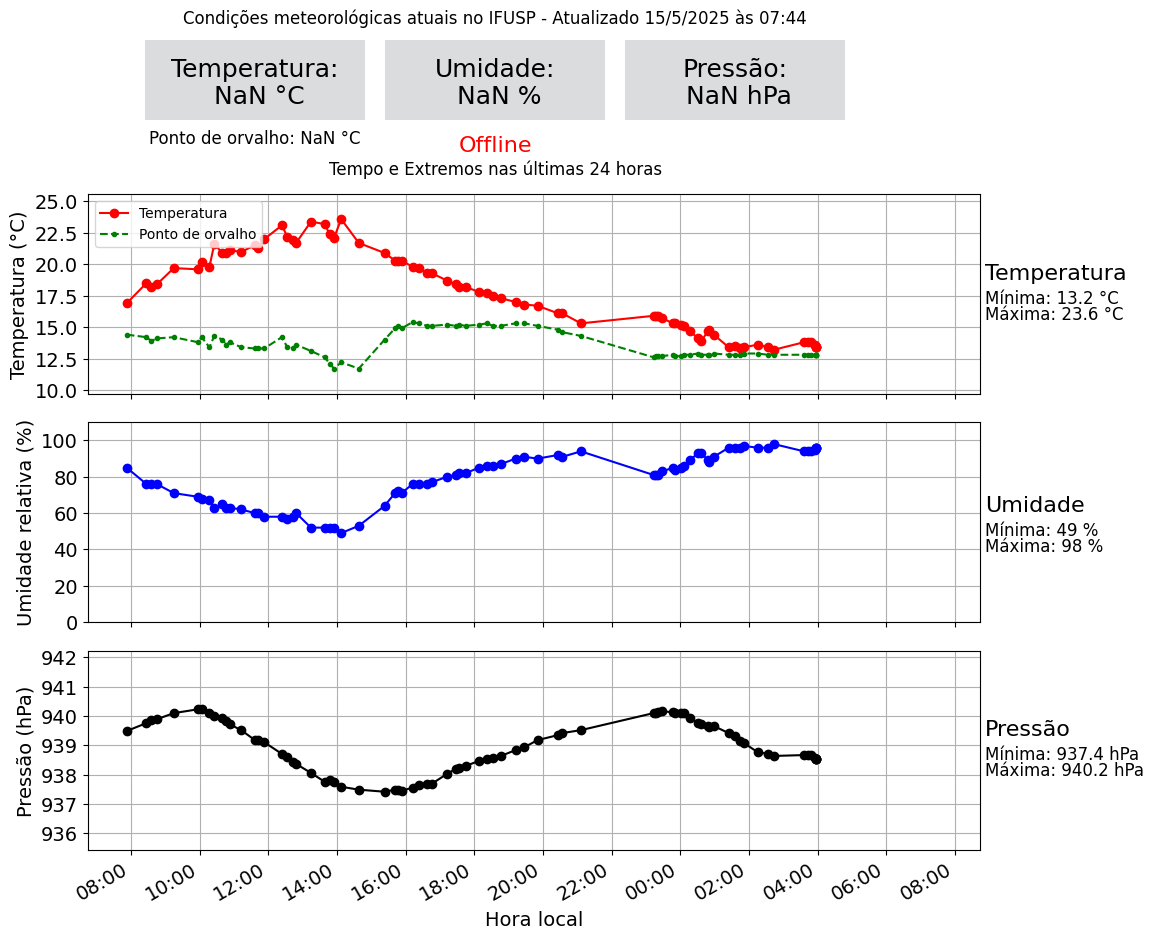 Condições meteorológicas atuais no IFUSP - Atualizado 15/5/2025 às 07:44
Temperatura:
NaN °C
Umidade:
NaN %
Pressão:
NaN hPa
Ponto de orvalho: NaN °C
Offline
Tempo e Extremos nas últimas 24 horas
Temperatura (°C)
25.0
22.5
20.0
17.5
15.0
12.5
10.0
Temperatura
Ponto de orvalho
Temperatura
Mínima: 13.2 °C
Máxima: 23.6 °C
Umidade relativa (%)
100
80
60
40
20
0
Umidade
Mínima: 49 %
Máxima: 98 %
Pressão (hPa)
942
941
940
939
938
937
936
Pressão
Mínima: 937.4 hPa
Máxima: 940.2 hPa
08:00
10:00
12:00
14:00
16:00
18:00
20:00
22:00
00:00
02:00
04:00
06:00
08:00
Hora local